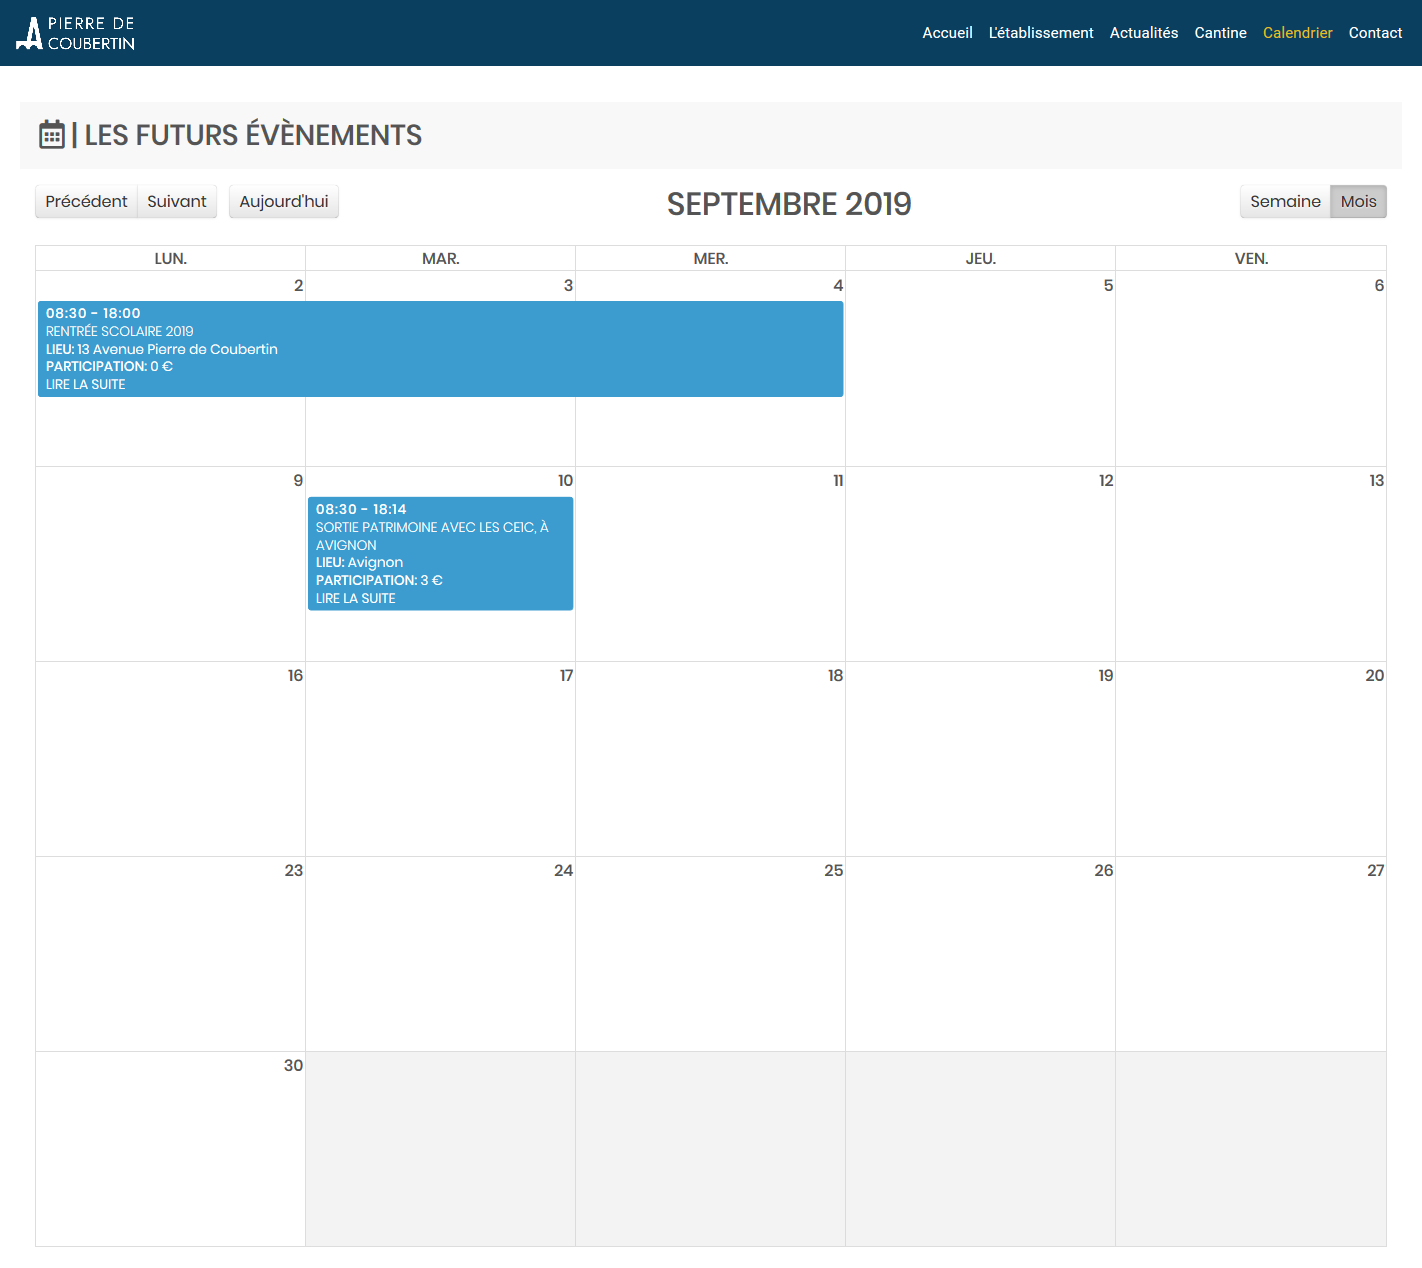 PIERRE DE
COUBERTIN
Accueil L'établissement Actualités Cantine Calendrier Contact
| LES FUTURS ÉVÈNEMENTS
Précédent Suivant Aujourd'hui SEPTEMBRE 2019 Semaine Mois
LUN. MAR. MER. JEU. VEN.
2 3 4 5 6
08:30 - 18:00
RENTRÉE SCOLAIRE 2019
LIEU: 13 Avenue Pierre de Coubertin
PARTICIPATION: 0 €
LIRE LA SUITE
9 10 11 12 13
08:30 - 18:14
SORTIE PATRIMOINE AVEC LES CE1C, À
AVIGNON
LIEU: Avignon
PARTICIPATION: 3 €
LIRE LA SUITE
16 17 18 19 20
23 24 25 26 27
30